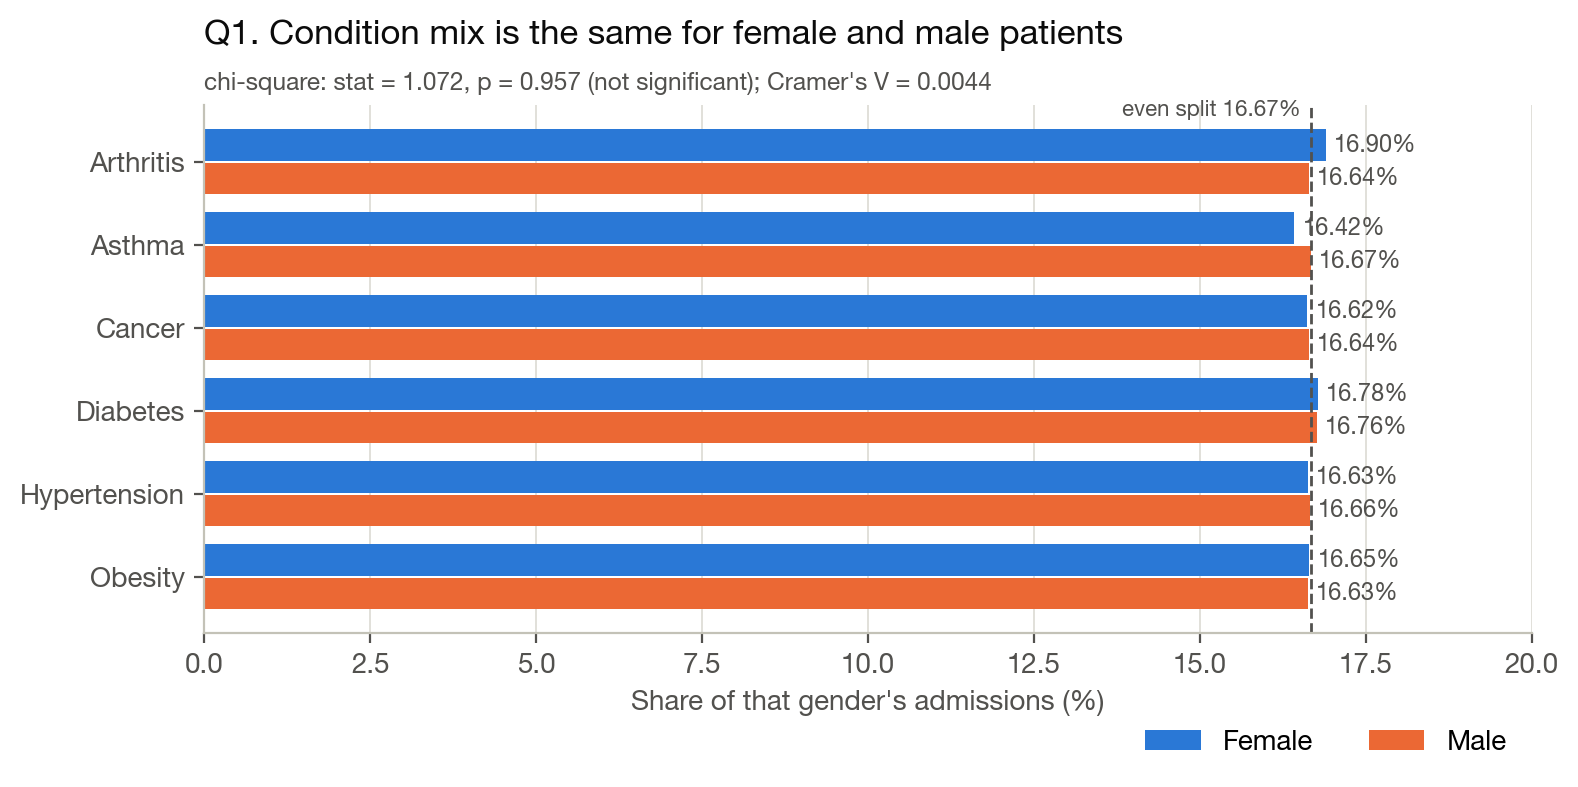 Q1. Condition mix is the same for female and male patients
chi-square: stat = 1.072, p = 0.957 (not significant); Cramer's V = 0.0044
even split 16.67%
Arthritis
16.90%
16.64%
Asthma
16.42%
16.67%
Cancer
16.62%
16.64%
Diabetes
16.78%
16.76%
Hypertension
16.63%
16.66%
Obesity
16.65%
16.63%
0.0 2.5 5.0 7.5 10.0 12.5 15.0 17.5 20.0
Share of that gender's admissions (%)
Female Male